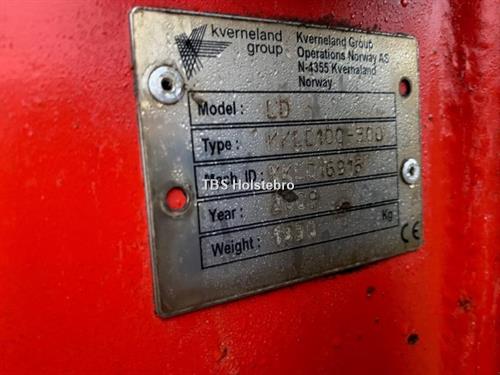 kverneland
group
Kverneland Group
Operations Norway AS
N-4355 Kvernaland
Norway
Model : LD
Type :
Mach. ID :
TBS Holstebro
Year :
Weight : Kg
CE